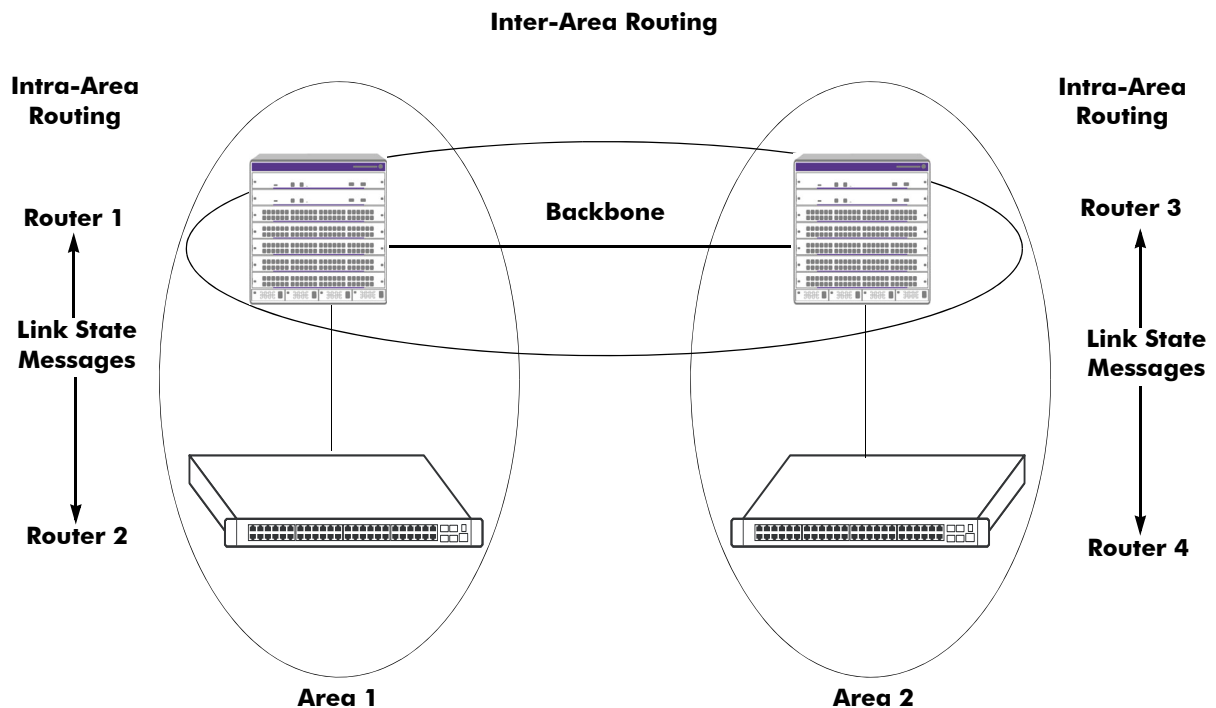 Inter-Area Routing
Intra-Area
Routing
Intra-Area
Routing
Router 1
Backbone
Router 3
Link State
Messages
Link State
Messages
Router 2
Router 4
Area 1
Area 2